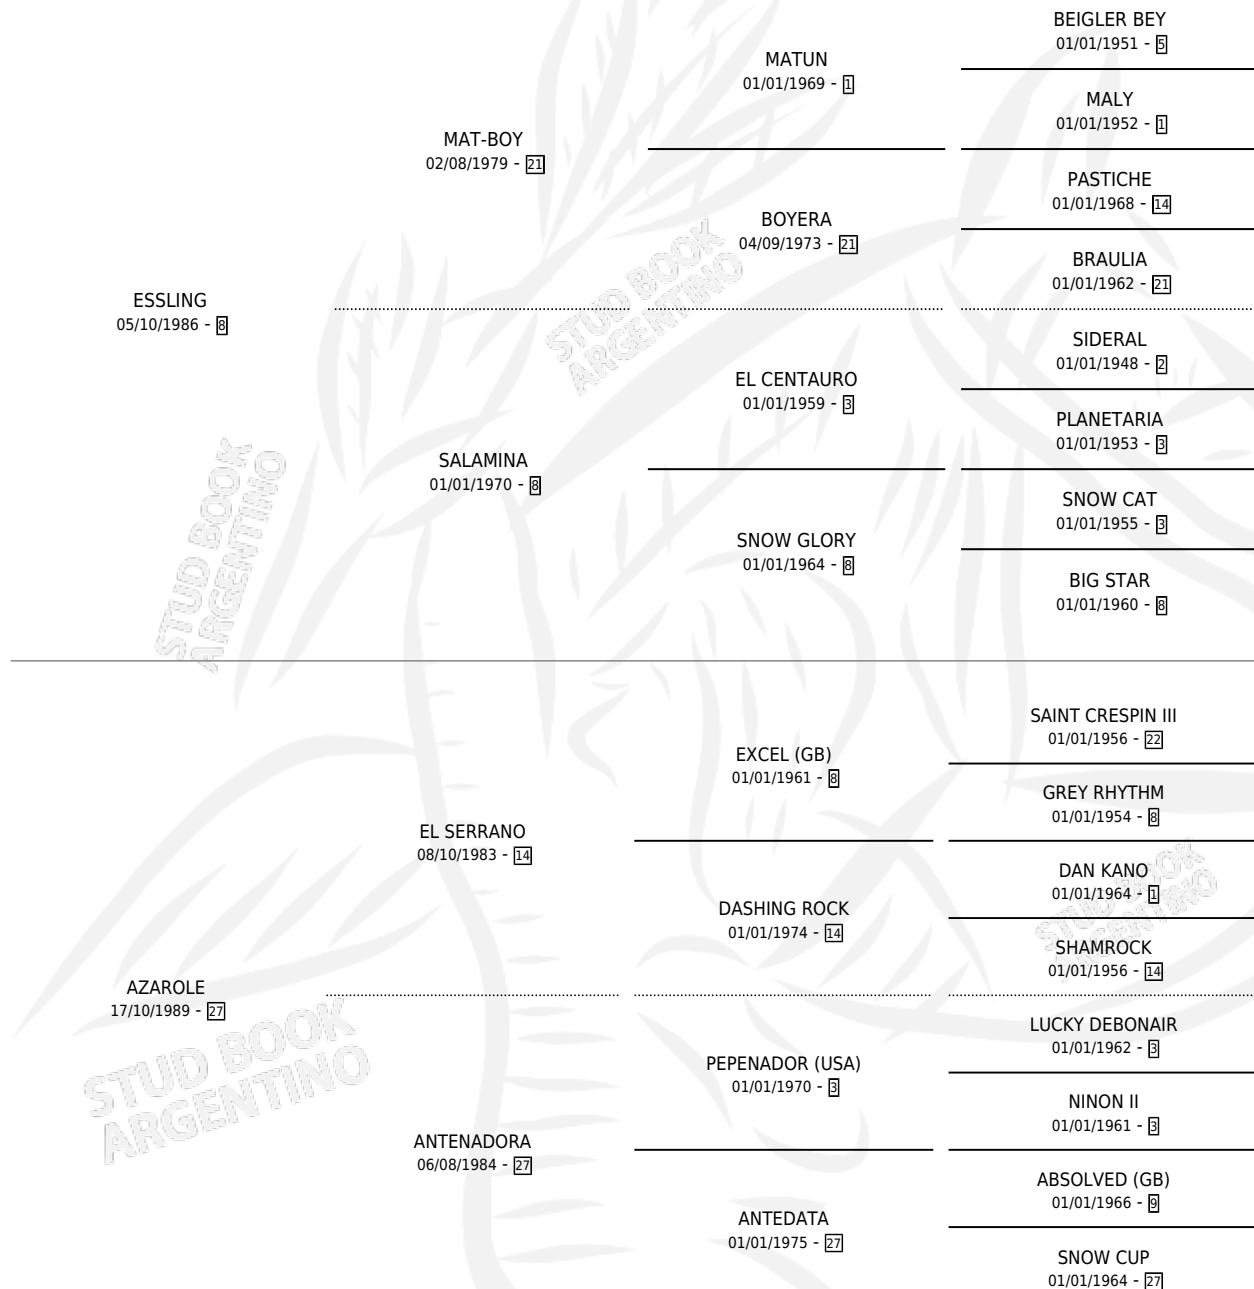 BEIGLER BEY
01/01/1951 - 5
MATUN
01/01/1969 - 1
MALY
01/01/1952 - 1
MAT-BOY
02/08/1979 - 21
PASTICHE
01/01/1968 - 14
BOYERA
04/09/1973 - 21
BRAULIA
01/01/1962 - 21
ESSLING
05/10/1986 - 8
SIDERAL
01/01/1948 - 2
EL CENTAURO
01/01/1959 - 3
PLANETARIA
01/01/1953 - 3
SALAMINA
01/01/1970 - 8
SNOW CAT
01/01/1955 - 3
SNOW GLORY
01/01/1964 - 8
BIG STAR
01/01/1960 - 8
STUD BOOK
ARGENTINO
STUD BOOK
ARGENTINO
SAINT CRESPIN III
01/01/1956 - 22
EXCEL (GB)
01/01/1961 - 8
GREY RHYTHM
01/01/1954 - 8
EL SERRANO
08/10/1983 - 14
DAN KANO
01/01/1964 - 1
DASHING ROCK
01/01/1974 - 14
SHAMROCK
01/01/1956 - 14
STUD BOOK
ARGENTINO
AZAROLE
17/10/1989 - 27
LUCKY DEBONAIR
01/01/1962 - 3
PEPENADOR (USA)
01/01/1970 - 3
NINON II
01/01/1961 - 3
ANTENADORA
06/08/1984 - 27
ABSOLVED (GB)
01/01/1966 - 9
ANTEDATA
01/01/1975 - 27
SNOW CUP
01/01/1964 - 27
STUD BOOK
ARGENTINO